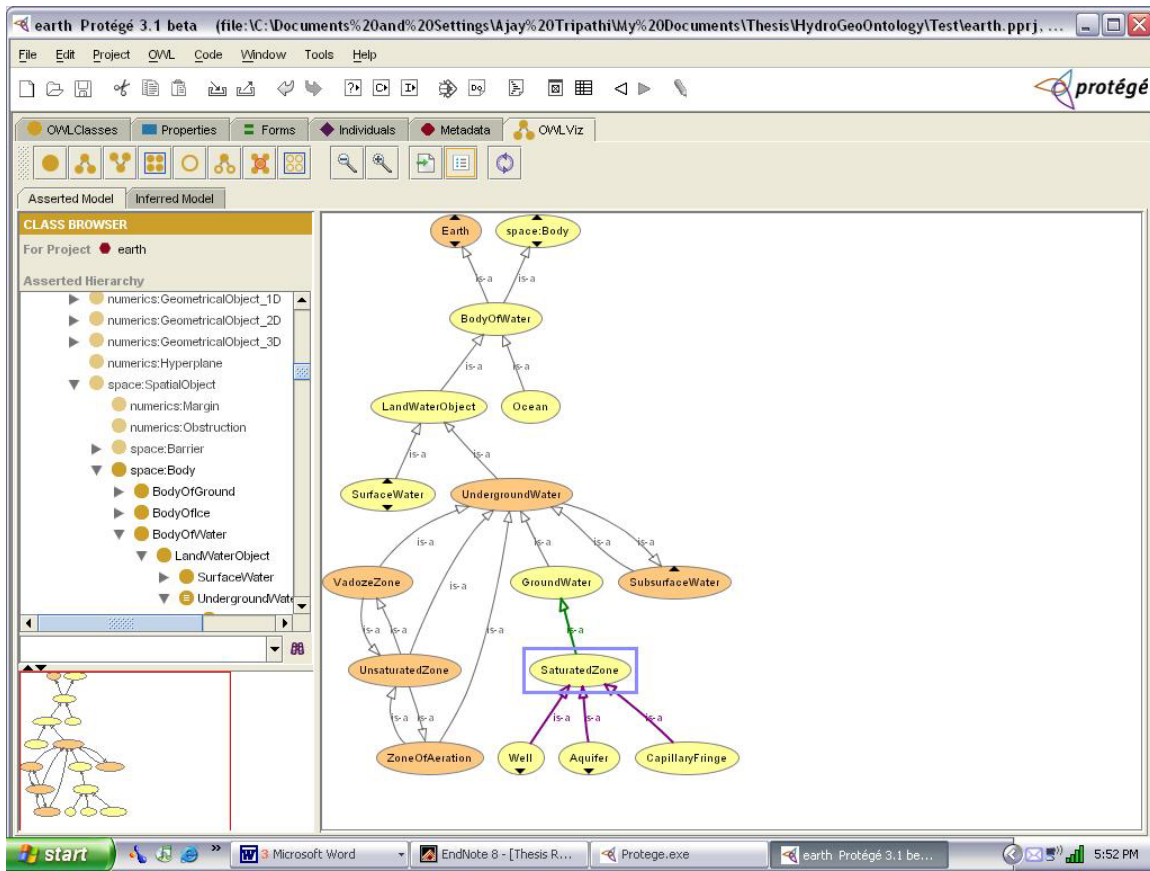 earth Protégé 3.1 beta (file:\C:\Documents%20and%20Settings\Ajay%20Tripathi\My%20Documents\Thesis\HydroGeoOntology\Test\earth.pprj, ...
File Edit Project OWL Code Window Tools Help
protégé
OWLClasses Properties Forms Individuals Metadata OWLViz
Asserted Model Inferred Model
CLASS BROWSER
For Project earth
Asserted Hierarchy
numerics:GeometricalObject_1D
numerics:GeometricalObject_2D
numerics:GeometricalObject_3D
numerics:Hyperplane
space:SpatialObject
numerics:Margin
numerics:Obstruction
space:Barrier
space:Body
BodyOfGround
BodyOfIce
BodyOfWater
LandWaterObject
SurfaceWater
UndergroundWate
Earth space:Body
is-a is-a
BodyOfWater
is-a is-a
LandWaterObject Ocean
is-a is-a
SurfaceWater UndergroundWater
is-a is-a is-a is-a
is-a
VadozeZone GroundWater SubsurfaceWater
is-a is-a is-a is-a
UnsaturatedZone SaturatedZone
is-a is-a is-a is-a is-a
ZoneOfAeration Well Aquifer CapillaryFringe
start 3 Microsoft Word EndNote 8 - [Thesis R... Protege.exe earth Protégé 3.1 be... 5:52 PM